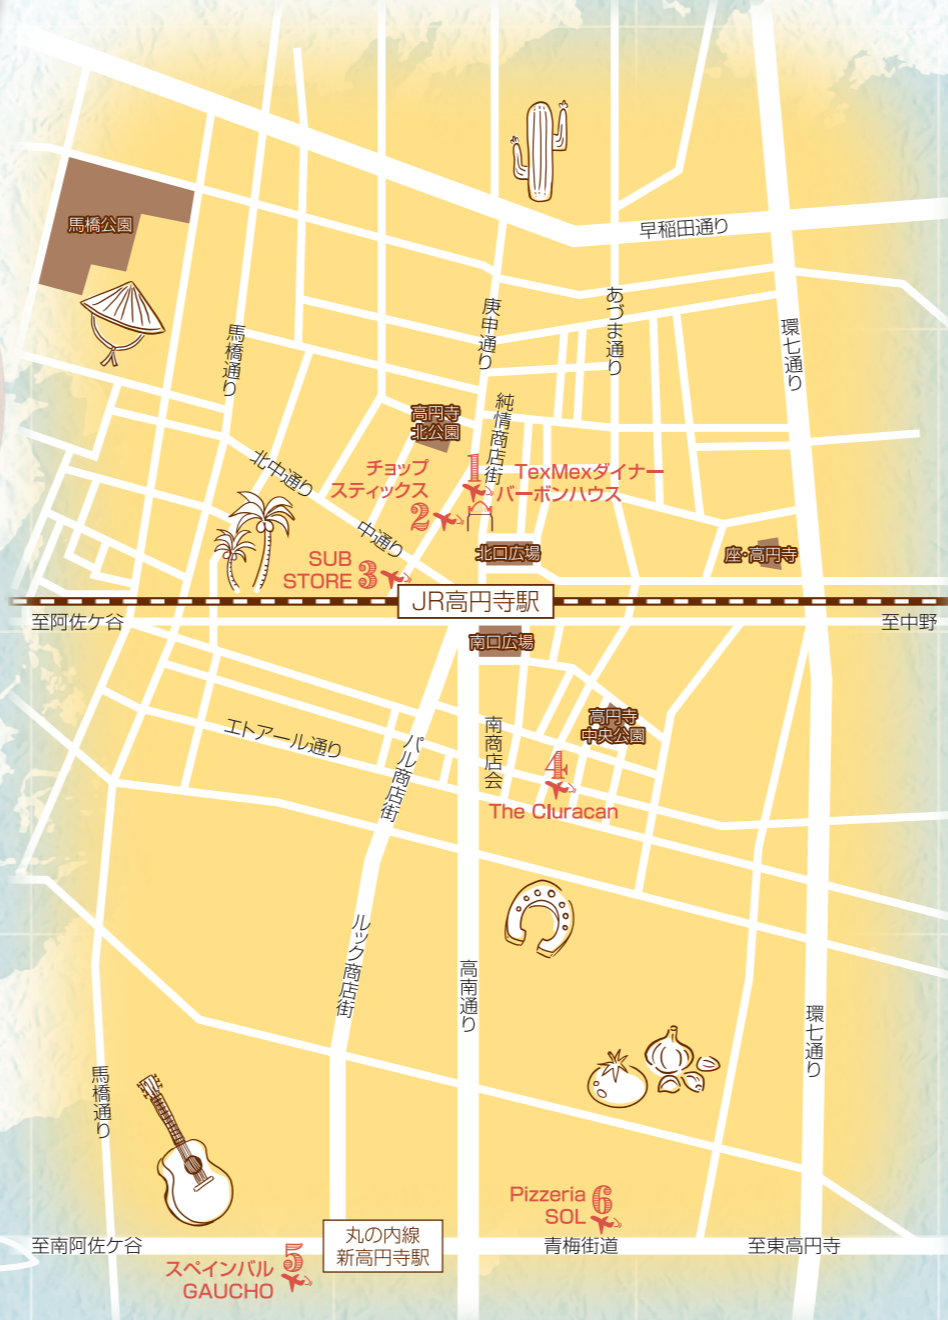 早稲田通り
馬橋公園
馬橋通り
庚申通り
あづま通り
環七通り
高円寺
北公園
純情商店街
北中通り
チョップ
スティックス
2
1
TexMexダイナー
バーボンハウス
中通り
北口広場
座・高円寺
SUB
STORE
3
JR高円寺駅
至阿佐ケ谷
至中野
南口広場
高円寺
中央公園
エトアール通り
パル商店街
南商店会
4
The Cluracan
ルック商店街
高南通り
環七通り
馬橋通り
Pizzeria
SOL
6
丸の内線
新高円寺駅
至南阿佐ケ谷
青梅街道
至東高円寺
スペインバル
GAUCHO
5